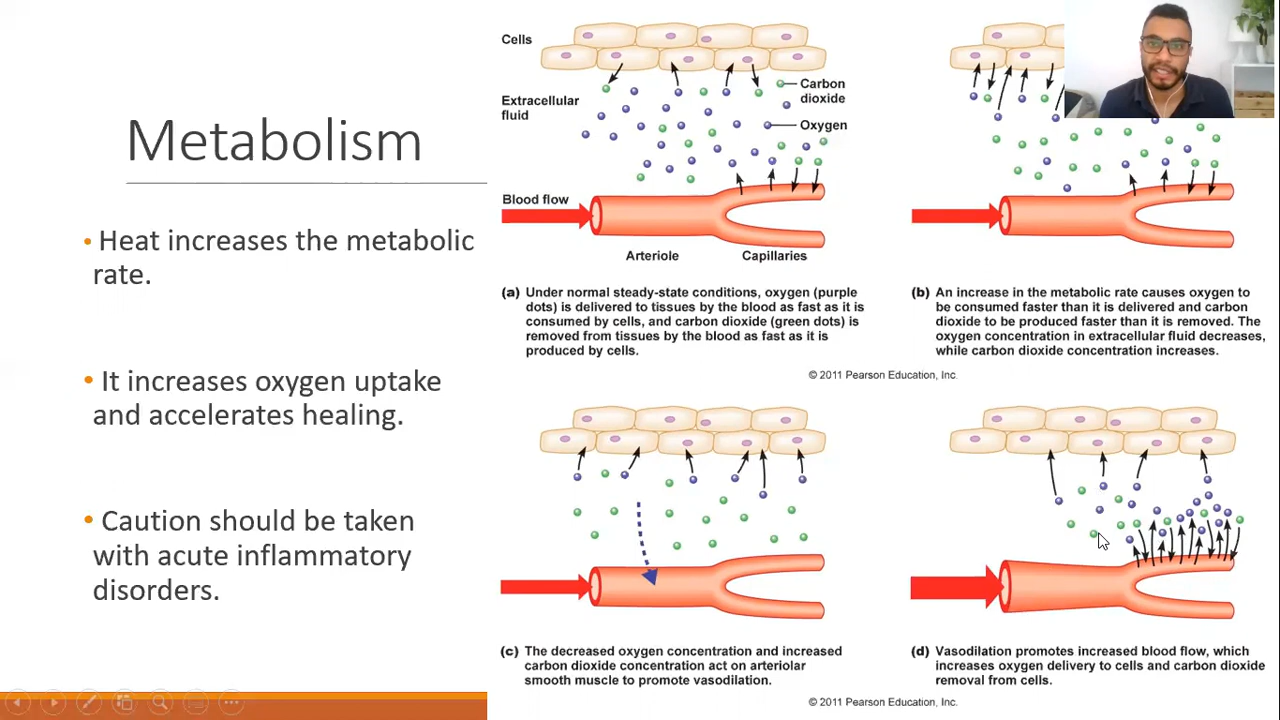 Metabolism
• Heat increases the metabolic
rate.
• It increases oxygen uptake
and accelerates healing.
• Caution should be taken
with acute inflammatory
disorders.
Cells
Extracellular
fluid
Carbon
dioxide
Oxygen
Blood flow
Arteriole
Capillaries
(a) Under normal steady-state conditions, oxygen (purple
dots) is delivered to tissues by the blood as fast as it is
consumed by cells, and carbon dioxide (green dots) is
removed from tissues by the blood as fast as it is
produced by cells.
(b) An increase in the metabolic rate causes oxygen to
be consumed faster than it is delivered and carbon
dioxide to be produced faster than it is removed. The
oxygen concentration in extracellular fluid decreases,
while carbon dioxide concentration increases.
© 2011 Pearson Education, Inc.
(c) The decreased oxygen concentration and increased
carbon dioxide concentration act on arteriolar
smooth muscle to promote vasodilation.
(d) Vasodilation promotes increased blood flow, which
increases oxygen delivery to cells and carbon dioxide
removal from cells.
© 2011 Pearson Education, Inc.